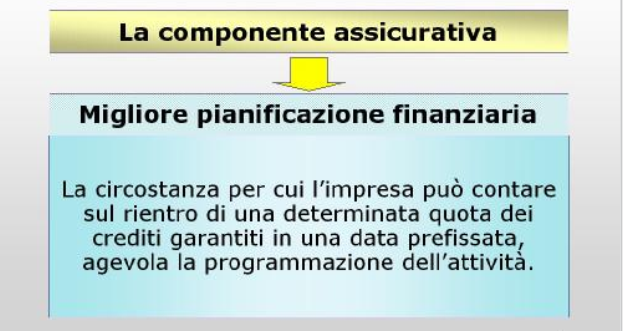 La componente assicurativa
Migliore pianificazione finanziaria
La circostanza per cui l'impresa può contare
sul rientro di una determinata quota dei
crediti garantiti in una data prefissata,
agevola la programmazione dell'attività.